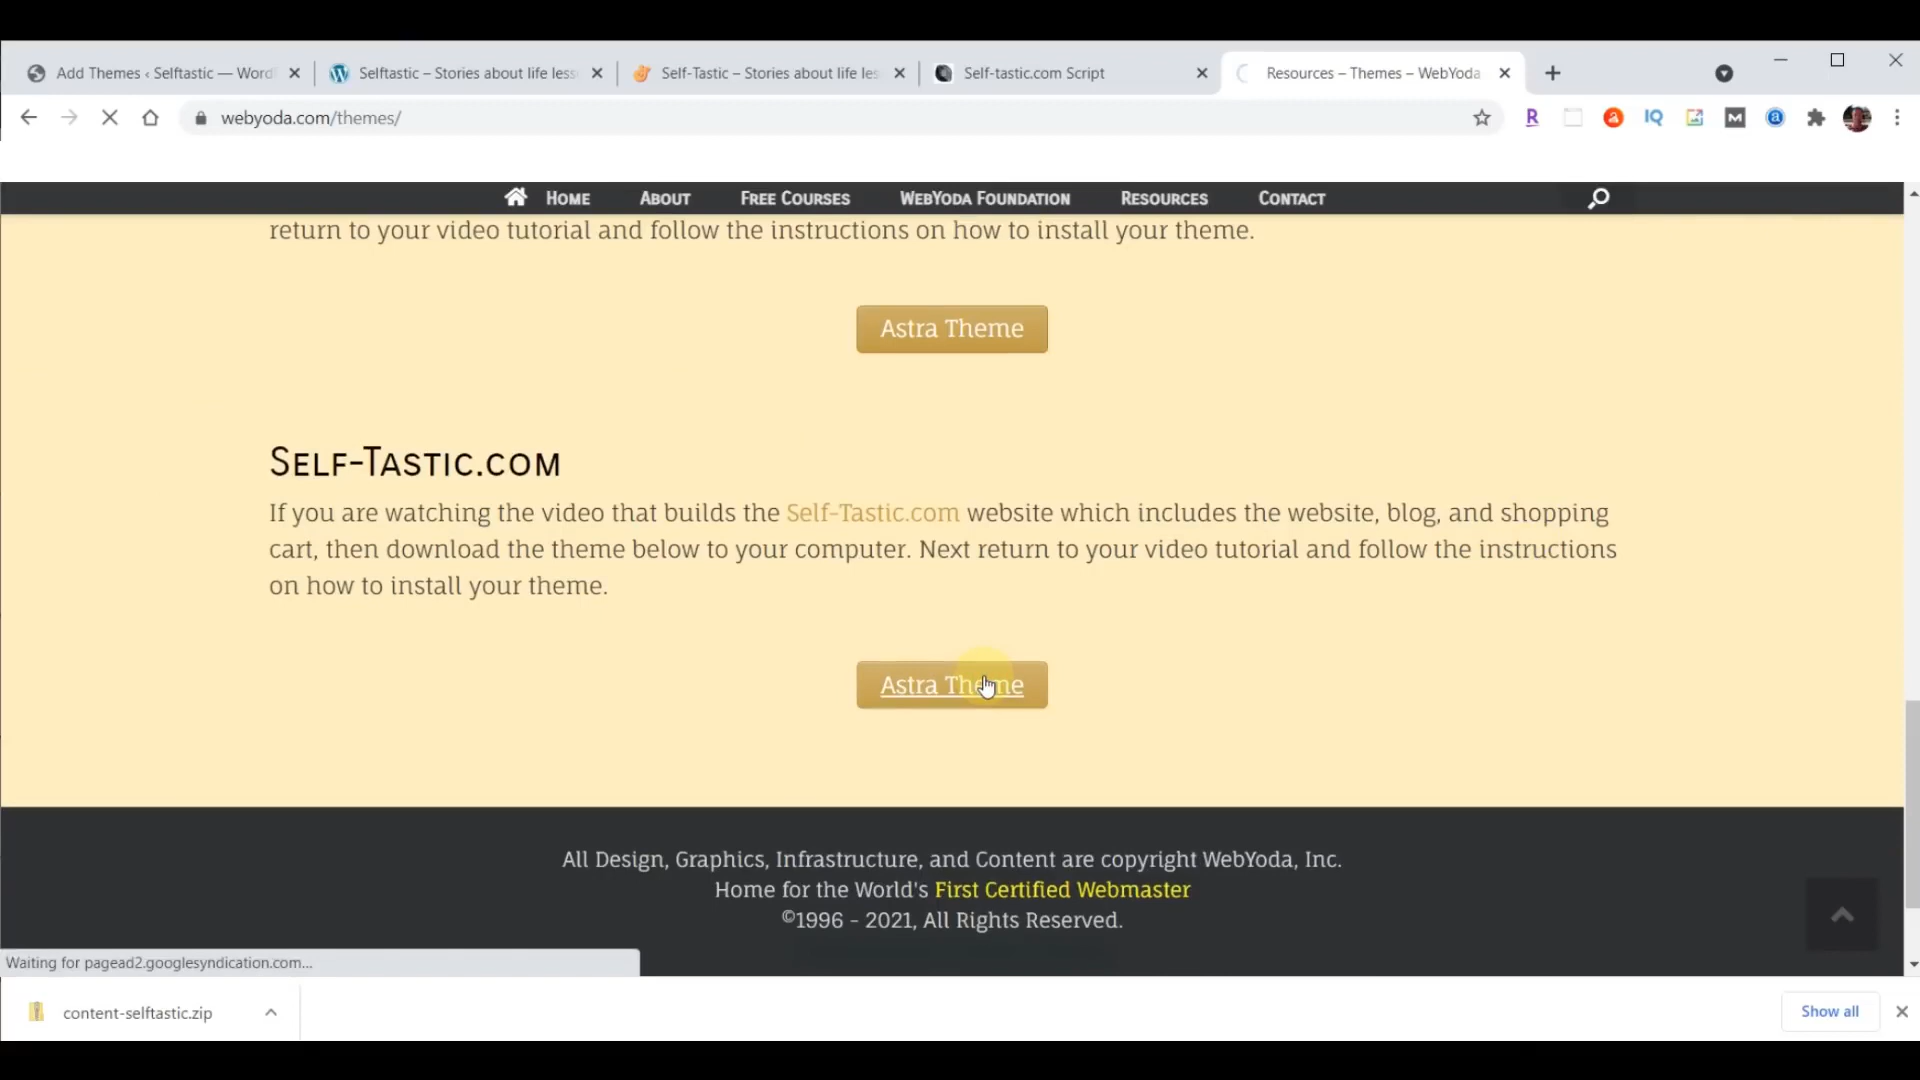 Add Themes ‹ Selftastic — Word
Selftastic – Stories about life less
Self-Tastic – Stories about life les
Self-tastic.com Script
Resources – Themes – WebYoda
webyoda.com/themes/
Home
About
Free Courses
WebYoda Foundation
Resources
Contact
return to your video tutorial and follow the instructions on how to install your theme.
Astra Theme
Self-Tastic.com
If you are watching the video that builds the Self-Tastic.com website which includes the website, blog, and shopping
cart, then download the theme below to your computer. Next return to your video tutorial and follow the instructions
on how to install your theme.
Astra Theme
All Design, Graphics, Infrastructure, and Content are copyright WebYoda, Inc.
Home for the World's First Certified Webmaster
©1996 - 2021, All Rights Reserved.
Waiting for pagead2.googlesyndication.com...
content-selftastic.zip
Show all